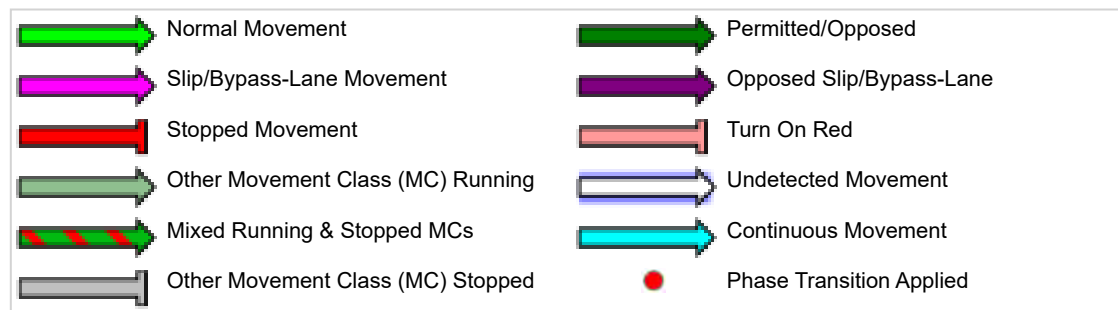 Normal Movement
Permitted/Opposed
Slip/Bypass-Lane Movement
Opposed Slip/Bypass-Lane
Stopped Movement
Turn On Red
Other Movement Class (MC) Running
Undetected Movement
Mixed Running & Stopped MCs
Continuous Movement
Other Movement Class (MC) Stopped
Phase Transition Applied